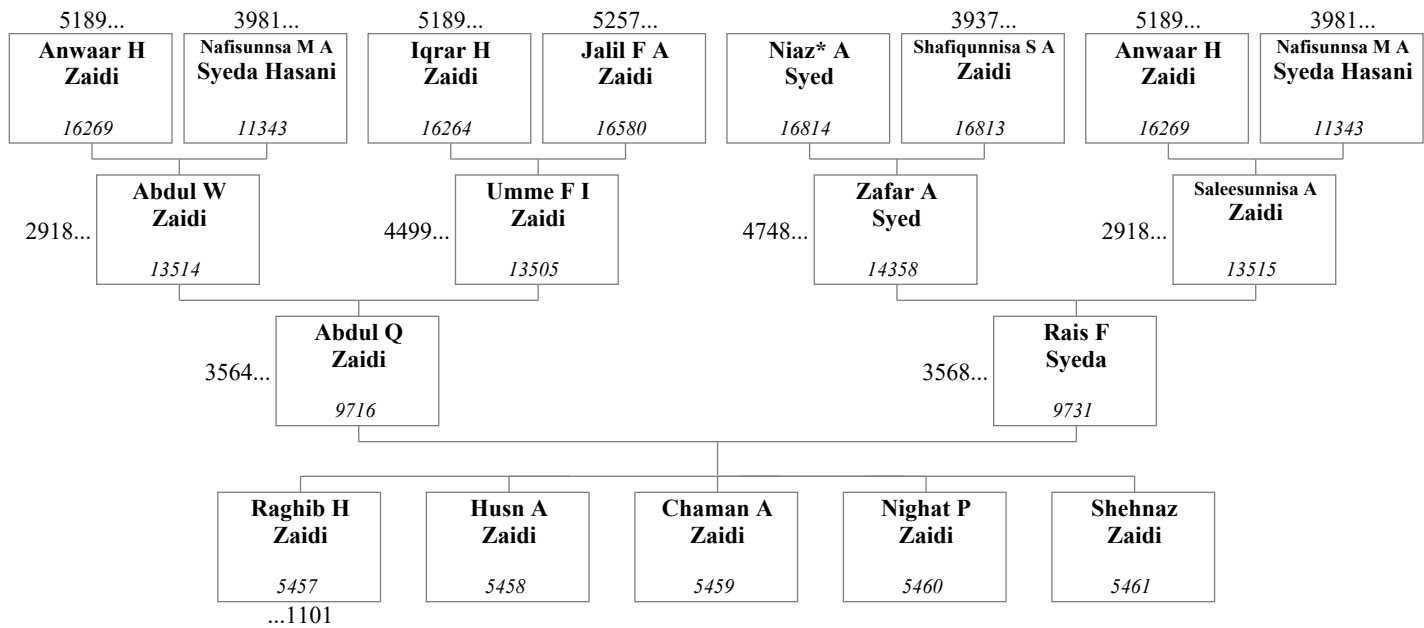 5189... 3981... 5189... 5257... 3937... 5189... 3981...
Anwaar H Zaidi 16269
Nafisunnsa M A Syeda Hasani 11343
Iqrar H Zaidi 16264
Jalil F A Zaidi 16580
Niaz* A Syed 16814
Shafiqunnisa S A Zaidi 16813
Anwaar H Zaidi 16269
Nafisunnsa M A Syeda Hasani 11343
2918...
Abdul W Zaidi 13514
4499...
Umme F I Zaidi 13505
4748...
Zafar A Syed 14358
2918...
Saleesunnisa A Zaidi 13515
3564...
Abdul Q Zaidi 9716
3568...
Rais F Syeda 9731
Raghib H Zaidi 5457
Husn A Zaidi 5458
Chaman A Zaidi 5459
Nighat P Zaidi 5460
Shehnaz Zaidi 5461
...1101